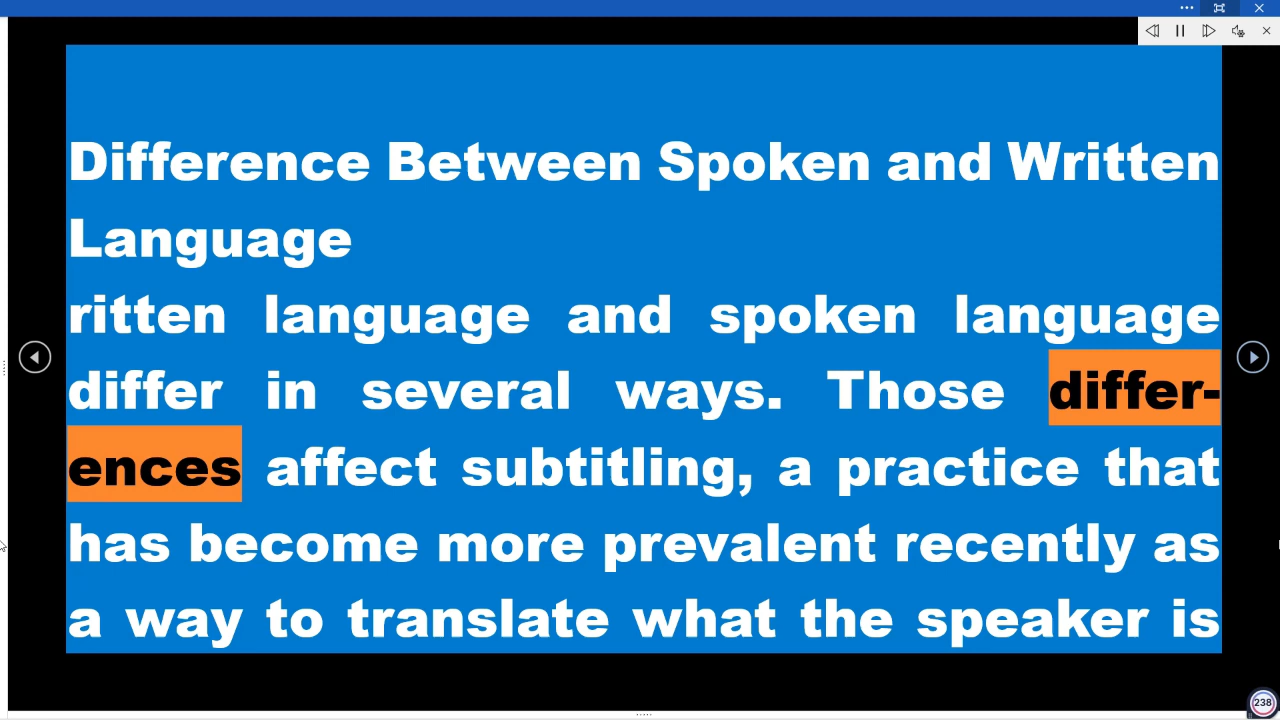 Difference Between Spoken and Written
Language
ritten language and spoken language
differ in several ways. Those differ-
ences affect subtitling, a practice that
has become more prevalent recently as
a way to translate what the speaker is
238